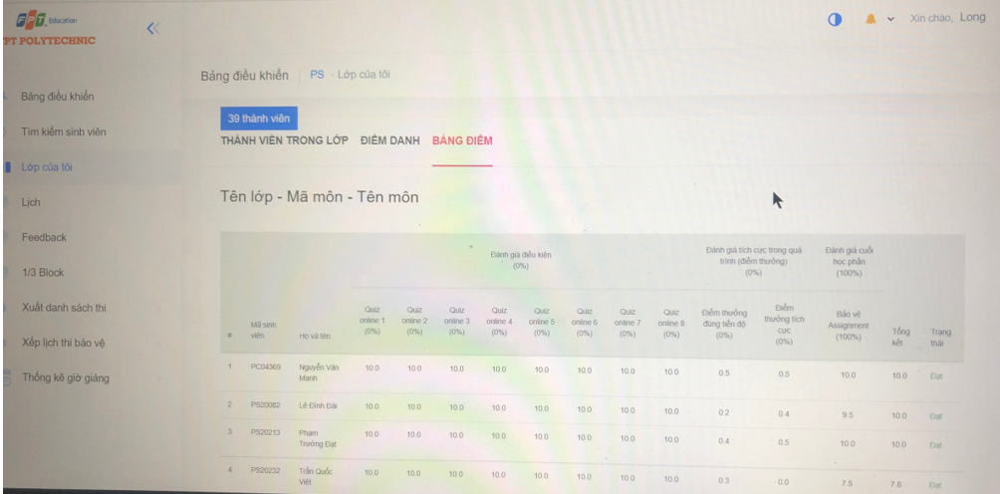 FPT Education
PT POLYTECHNIC
Xin chào, Long
Bảng điều khiển
PS - Lớp của tôi
Bảng điều khiển
Tìm kiếm sinh viên
Lớp của tôi
Lịch
Feedback
1/3 Block
Xuất danh sách thi
Xếp lịch thi bảo vệ
Thống kê giờ giảng
39 thành viên
THÀNH VIÊN TRONG LỚP ĐIỂM DANH BẢNG ĐIỂM
Tên lớp - Mã môn - Tên môn
Đánh giá điều kiện
(0%)
Đánh giá tích cực trong quá
trình (điểm thưởng)
(0%)
Đánh giá cuối
học phần
(100%)
#
Mã sinh
viên
Họ và tên
Quiz
online 1
(0%)
Quiz
online 2
(0%)
Quiz
online 3
(0%)
Quiz
online 4
(0%)
Quiz
online 5
(0%)
Quiz
online 6
(0%)
Quiz
online 7
(0%)
Quiz
online 8
(0%)
Điểm thưởng
đúng tiến độ
(0%)
Điểm
thưởng tích
cực
(0%)
Bảo vệ
Assignment
(100%)
Tổng
kết
Trạng
thái
1 PC04369 Nguyễn Văn
Mạnh
10.0 10.0 10.0 10.0 10.0 10.0 10.0 10.0 0.5 0.5 10.0 10.0 Đạt
2 PS20082 Lê Đình Đài 10.0 10.0 10.0 10.0 10.0 10.0 10.0 10.0 0.2 0.4 9.5 10.0 Đạt
3 PS20213 Phạm
Trường Đạt
10.0 10.0 10.0 10.0 10.0 10.0 10.0 10.0 0.4 0.5 10.0 10.0 Đạt
4 PS20232 Trần Quốc
Việt
10.0 10.0 10.0 10.0 10.0 10.0 10.0 10.0 0.3 0.0 7.5 7.8 Đạt